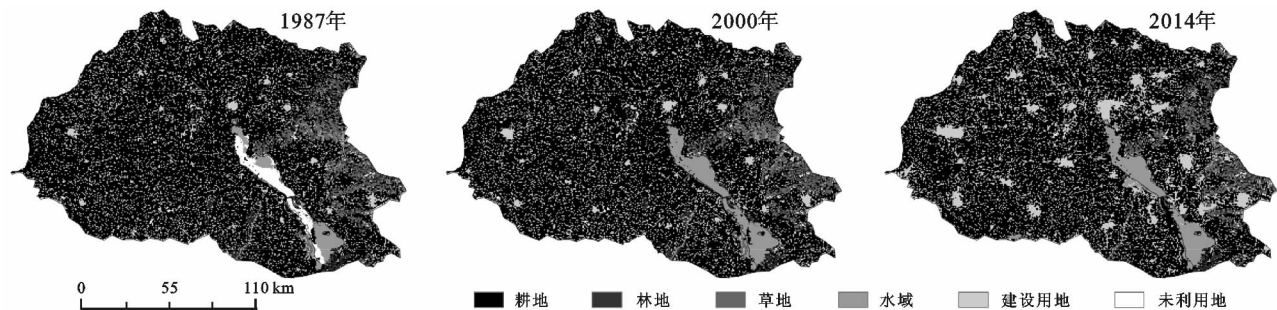 1987年
2000年
2014年
0 55 110 km
耕地 林地 草地 水域 建设用地 未利用地